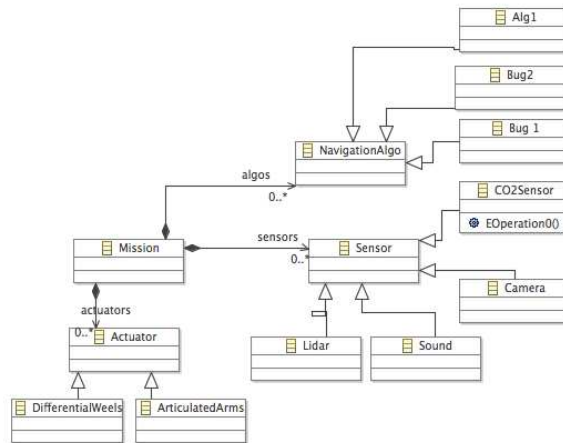 Alg1
Bug2
Bug 1
NavigationAlgo
algos
0..*
CO2Sensor
EOperation0()
sensors
0..*
Mission
Sensor
Camera
actuators
0..*
Actuator
Lidar
Sound
DifferentialWeels
ArticulatedArms